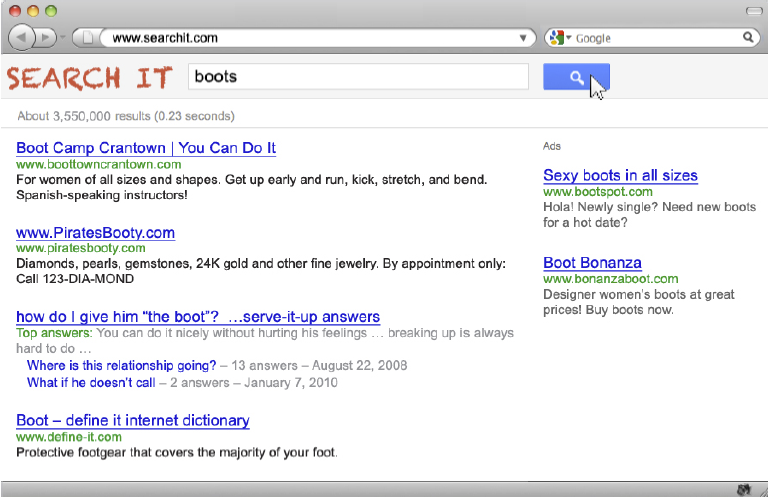 www.searchit.com
Google
SEARCH IT
boots
About 3,550,000 results (0.23 seconds)
Boot Camp Crantown | You Can Do It
www.boottowncrantown.com
For women of all sizes and shapes. Get up early and run, kick, stretch, and bend.
Spanish-speaking instructors!
www.PiratesBooty.com
www.piratesbooty.com
Diamonds, pearls, gemstones, 24K gold and other fine jewelry. By appointment only:
Call 123-DIA-MOND
how do I give him “the boot”? …serve-it-up answers
Top answers: You can do it nicely without hurting his feelings … breaking up is always
hard to do …
Where is this relationship going? – 13 answers – August 22, 2008
What if he doesn’t call – 2 answers – January 7, 2010
Boot – define it internet dictionary
www.define-it.com
Protective footgear that covers the majority of your foot.
Ads
Sexy boots in all sizes
www.bootspot.com
Hola! Newly single? Need new boots
for a hot date?
Boot Bonanza
www.bonanzaboot.com
Designer women’s boots at great
prices! Buy boots now.